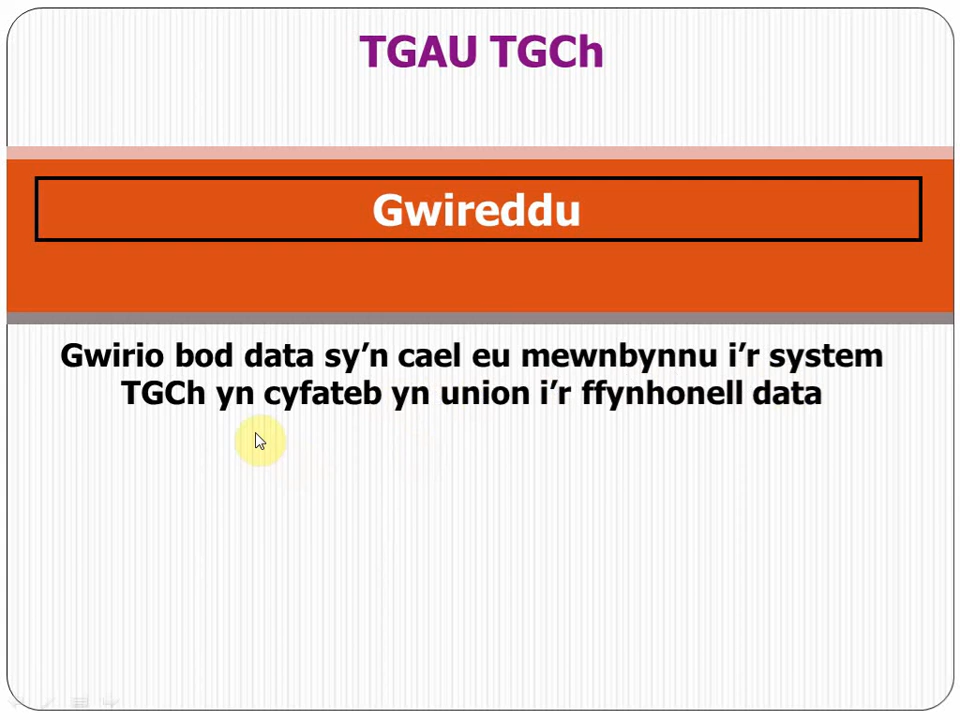 TGAU TGCh
Gwireddu
Gwirio bod data sy’n cael eu mewnbynnu i’r system
TGCh yn cyfateb yn union i’r ffynhonell data